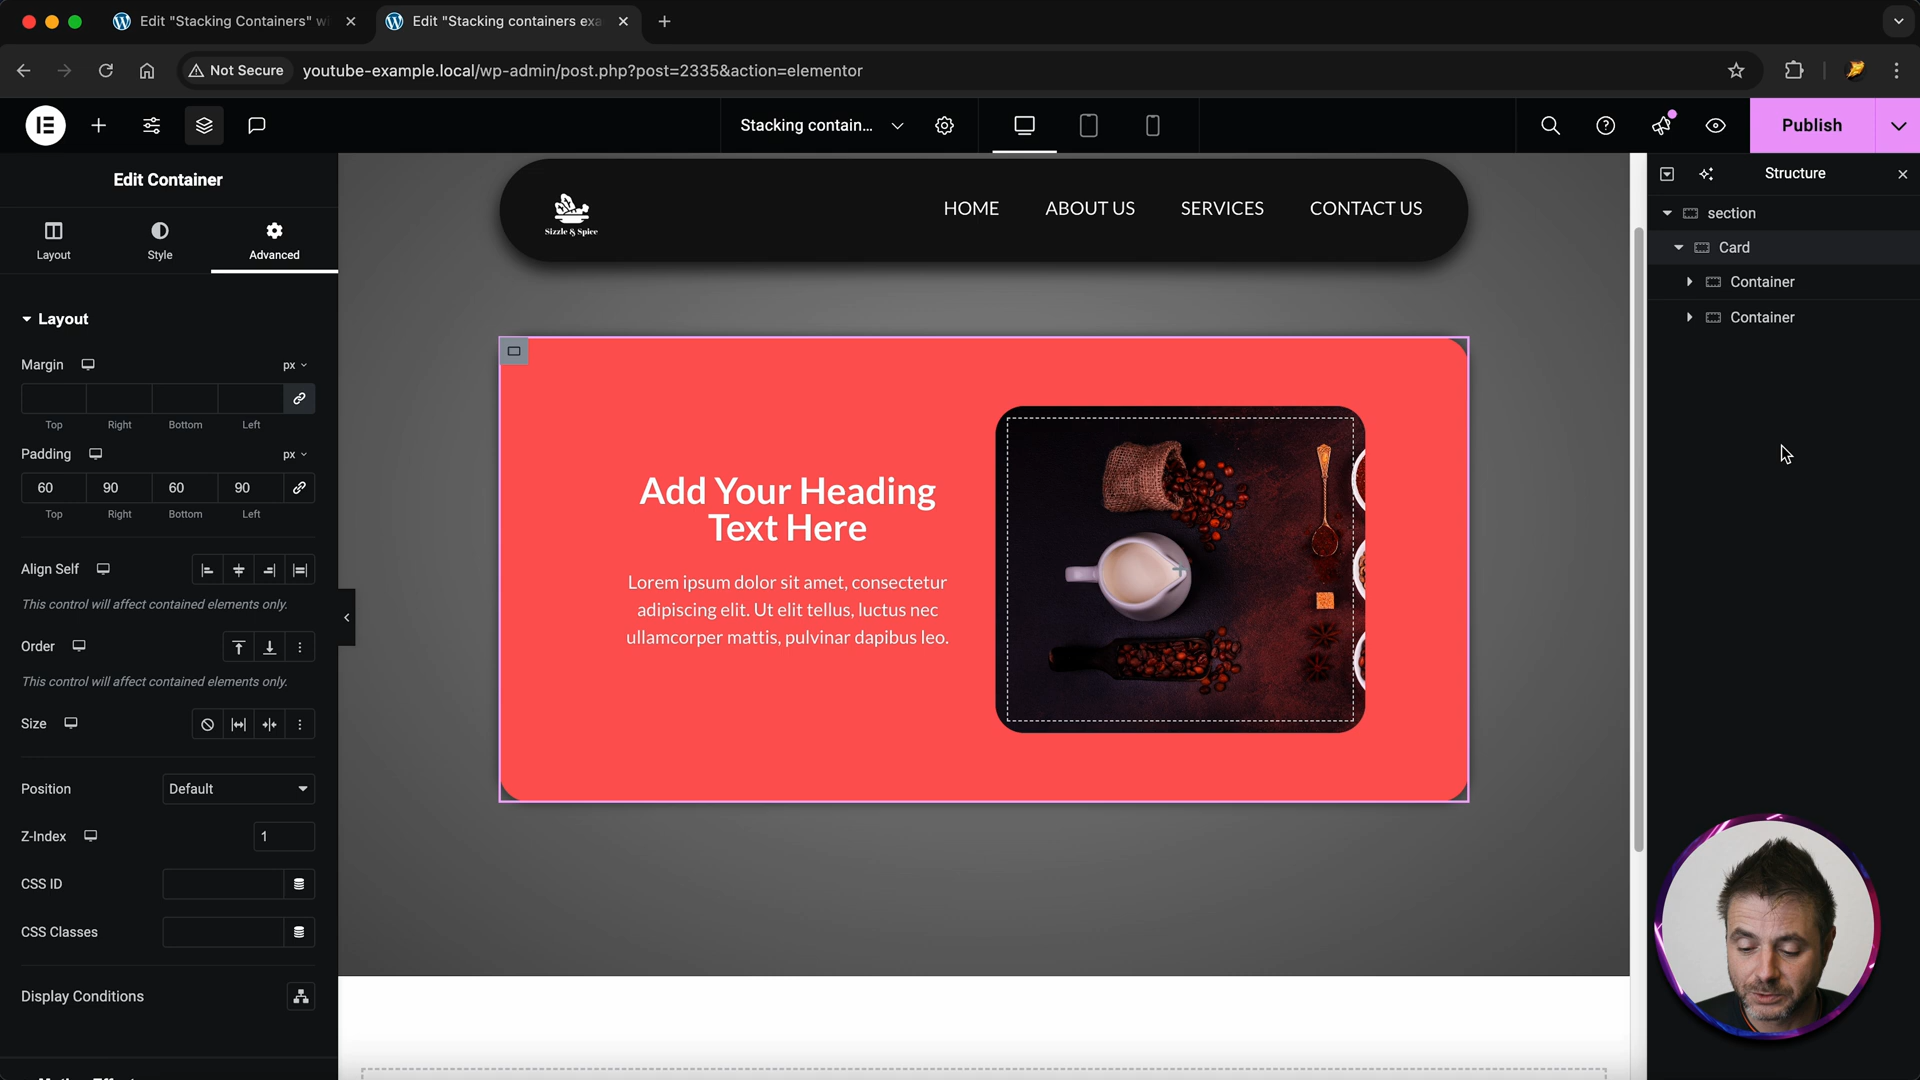 Edit "Stacking Containers" wi
Edit "Stacking containers exa
Not Secure
youtube-example.local/wp-admin/post.php?post=2335&action=elementor
Stacking contain...
Publish
Edit Container
Layout
Style
Advanced
Layout
Margin
px
Top
Right
Bottom
Left
Padding
px
60
90
60
90
Top
Right
Bottom
Left
Align Self
This control will affect contained elements only.
Order
This control will affect contained elements only.
Size
Position
Default
Z-Index
1
CSS ID
CSS Classes
Display Conditions
Sizzle & Spice
HOME
ABOUT US
SERVICES
CONTACT US
Add Your Heading
Text Here
Lorem ipsum dolor sit amet, consectetur
adipiscing elit. Ut elit tellus, luctus nec
ullamcorper mattis, pulvinar dapibus leo.
Structure
section
Card
Container
Container